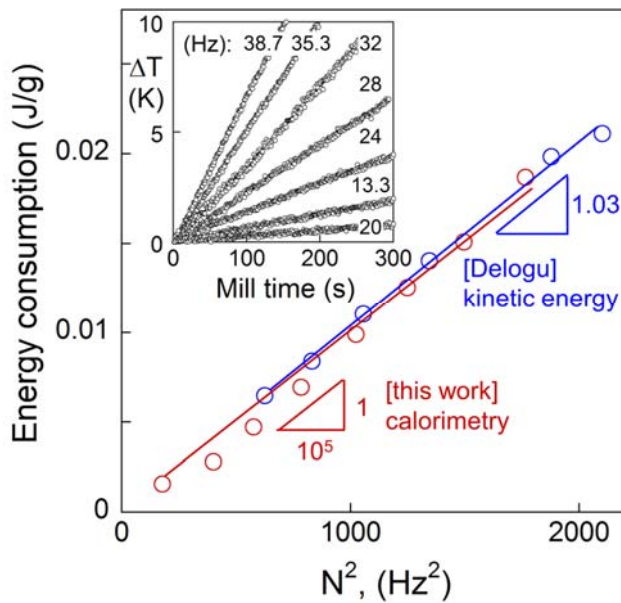 10
(Hz): 38.7 35.3 32
ΔT
(K)
28
5
24
13.3
20
0
0 100 200 300
Mill time (s)
Energy consumption (J/g)
0.02
0.01
0
1.03
[Delogu]
kinetic energy
[this work]
calorimetry
1
10⁵
0 1000 2000
N², (Hz²)